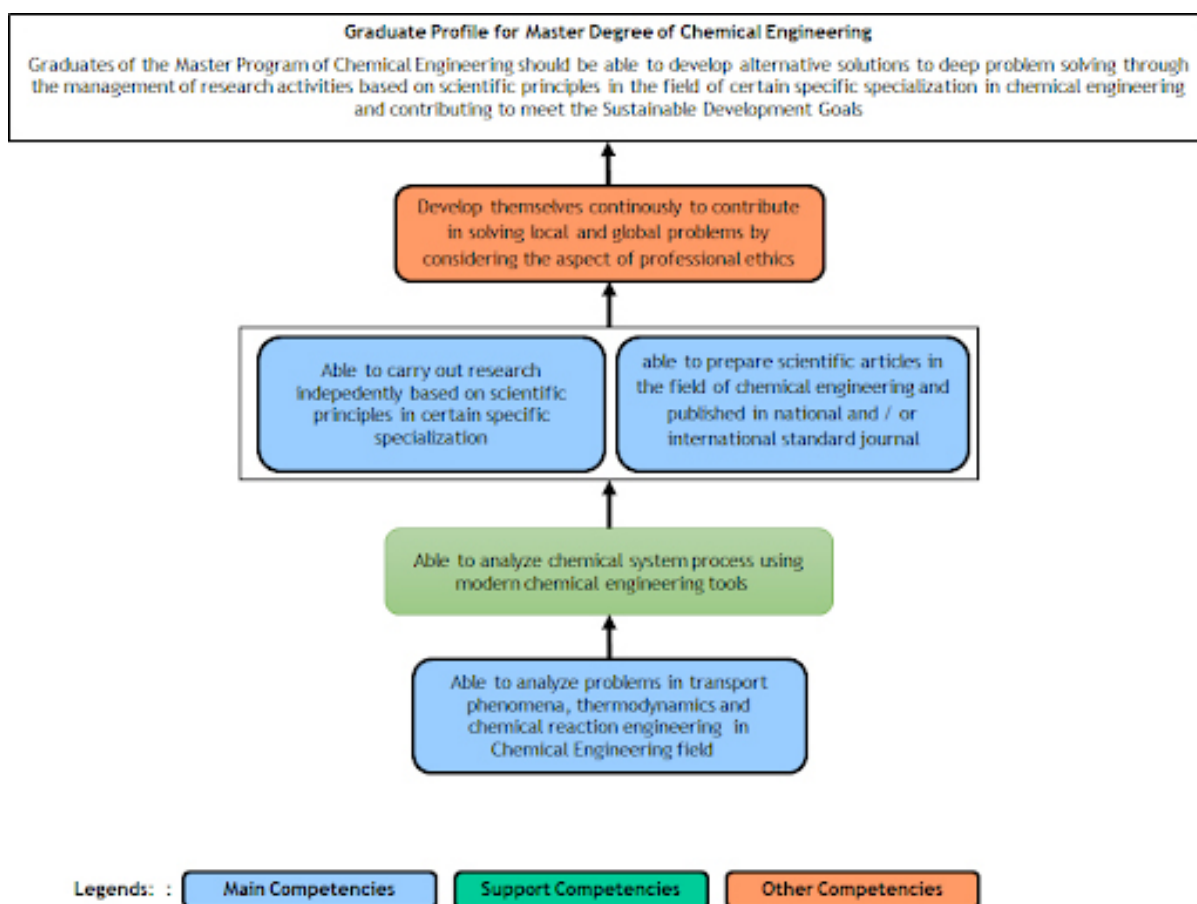 Graduate Profile for Master Degree of Chemical Engineering
Graduates of the Master Program of Chemical Engineering should be able to develop alternative solutions to deep problem solving through
the management of research activities based on scientific principles in the field of certain specific specialization in chemical engineering
and contributing to meet the Sustainable Development Goals
Develop themselves continously to contribute
in solving local and global problems by
considering the aspect of professional ethics
Able to carry out research
indepedently based on scientific
principles in certain specific
specialization
able to prepare scientific articles in
the field of chemical engineering and
published in national and / or
international standard journal
Able to analyze chemical system process using
modern chemical engineering tools
Able to analyze problems in transport
phenomena, thermodynamics and
chemical reaction engineering in
Chemical Engineering field
Legends: : Main Competencies Support Competencies Other Competencies